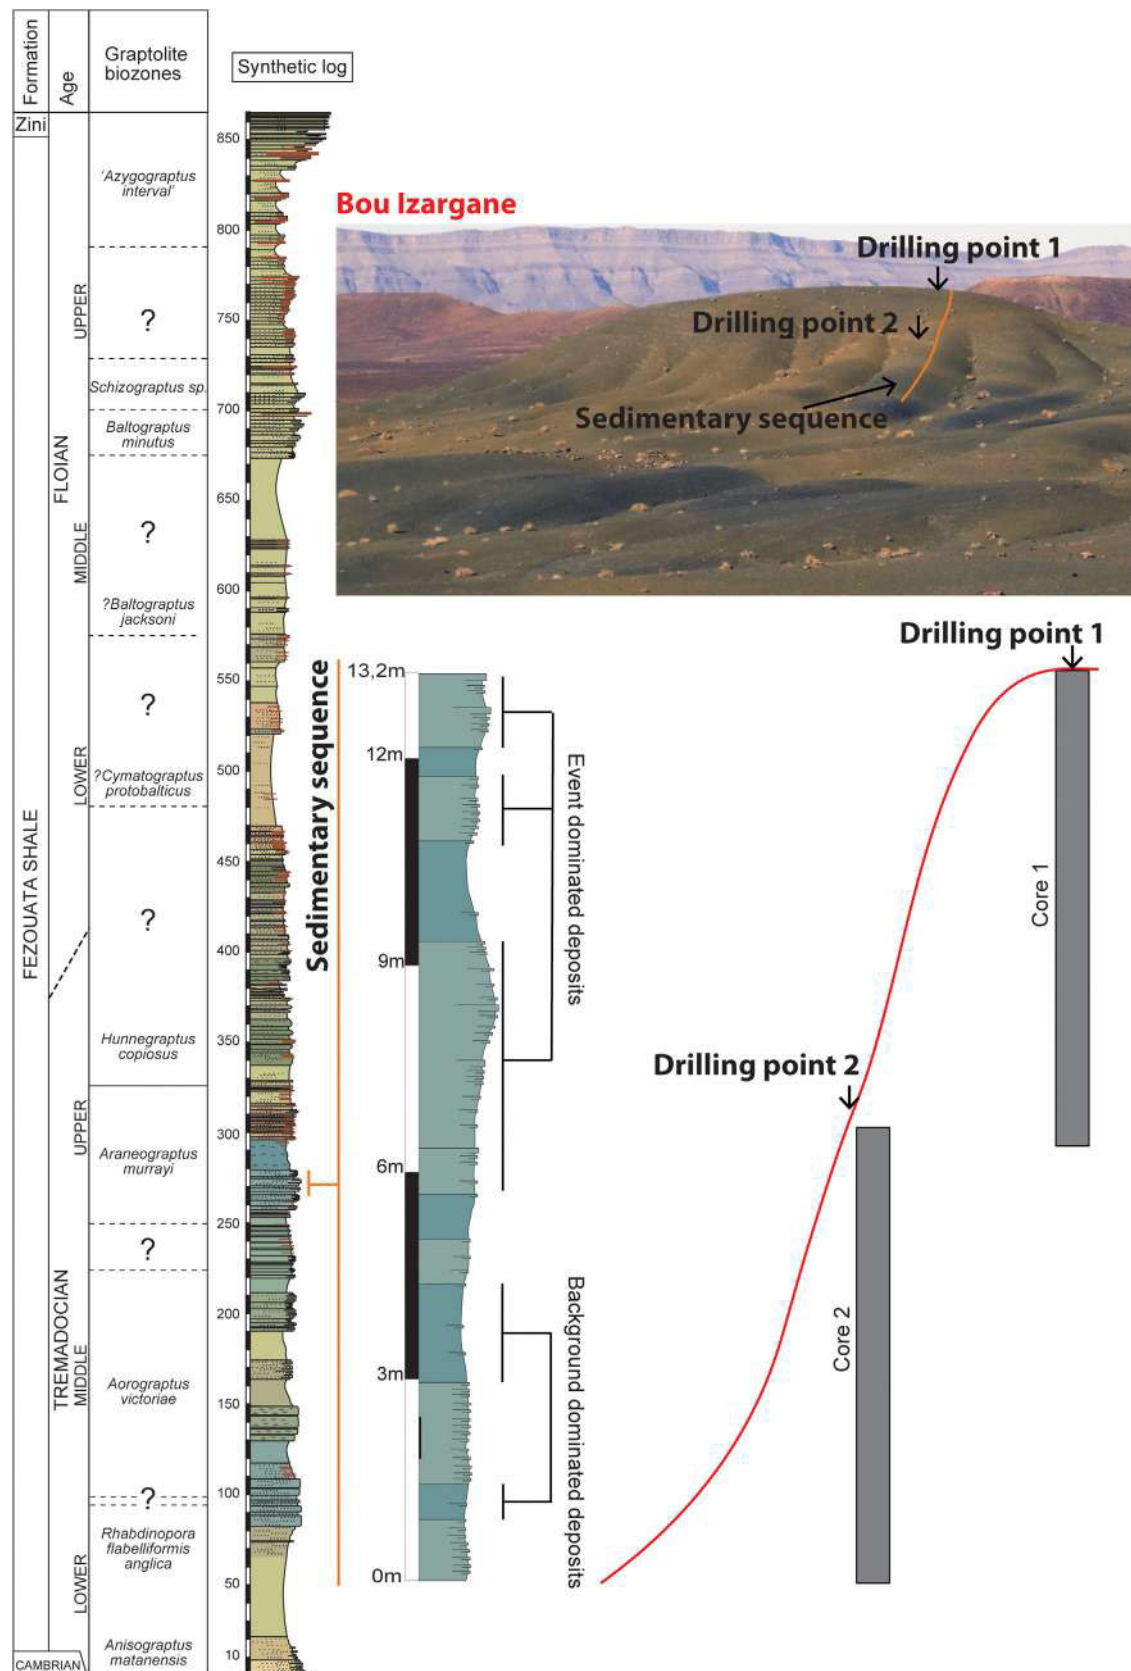 Formation
Age
Graptolite
biozones
Synthetic log
Zini
FEZOUATA SHALE
CAMBRIAN
FLOIAN
UPPER
MIDDLE
LOWER
TREMADOCIAN
UPPER
MIDDLE
LOWER
'Azygograptus
interval'
?
Schizograptus sp.
Baltograptus
minutus
?
?Baltograptus
jacksoni
?
?Cymatograptus
protobalticus
?
Hunnegraptus
copiosus
Araneograptus
murrayi
?
Aorograptus
victoriae
?
Rhabdinopora
flabelliformis
anglica
Anisograptus
matanensis
850
800
750
700
650
600
550
500
450
400
350
300
250
200
150
100
50
10
Bou Izargane
Drilling point 1
Drilling point 2
Sedimentary sequence
Sedimentary sequence
13,2m
12m
9m
6m
3m
0m
Event dominated deposits
Background dominated deposits
Drilling point 1
Core 1
Drilling point 2
Core 2